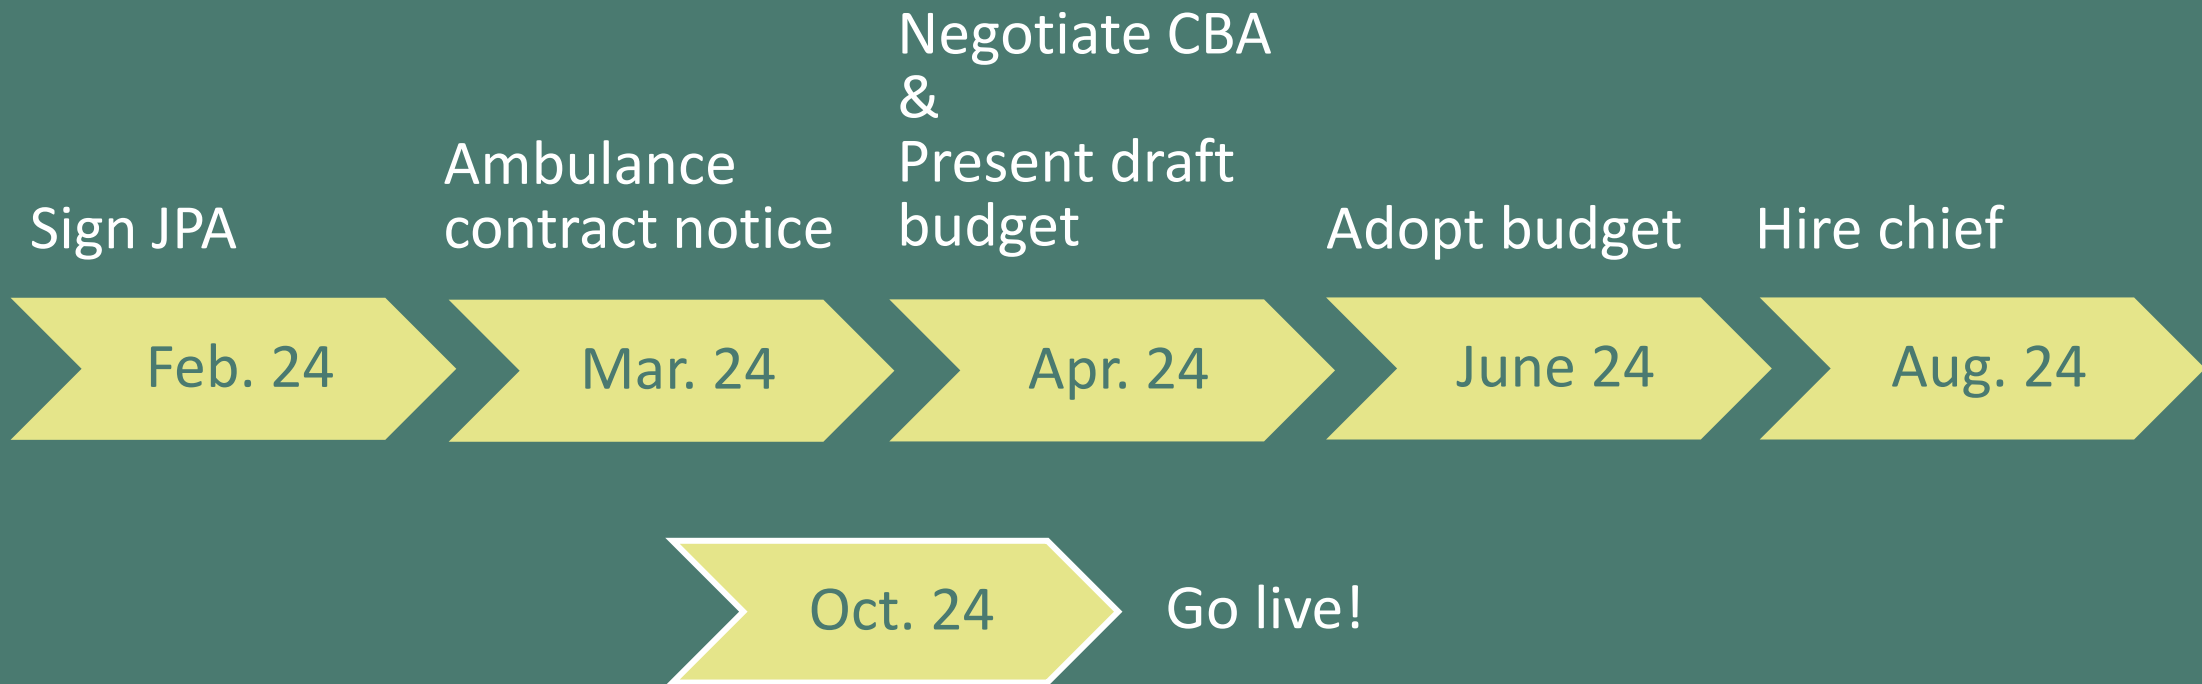 Sign JPA
Ambulance
contract notice
Negotiate CBA
&
Present draft
budget
Adopt budget
Hire chief
Feb. 24
Mar. 24
Apr. 24
June 24
Aug. 24
Oct. 24
Go live!